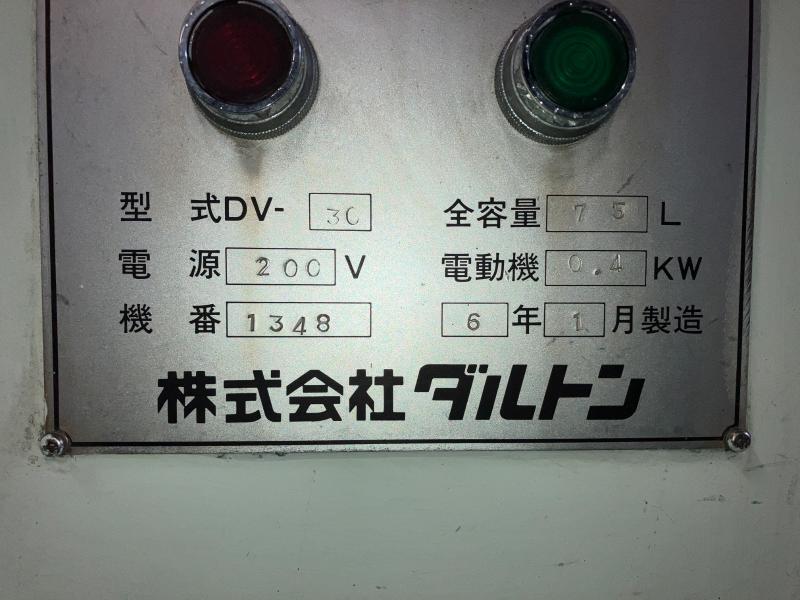 型 式DV- 30 全容量 75 L
電 源 200 V 電動機 0.4 KW
機 番 1348 6 年 1 月製造
株式会社ダルトン